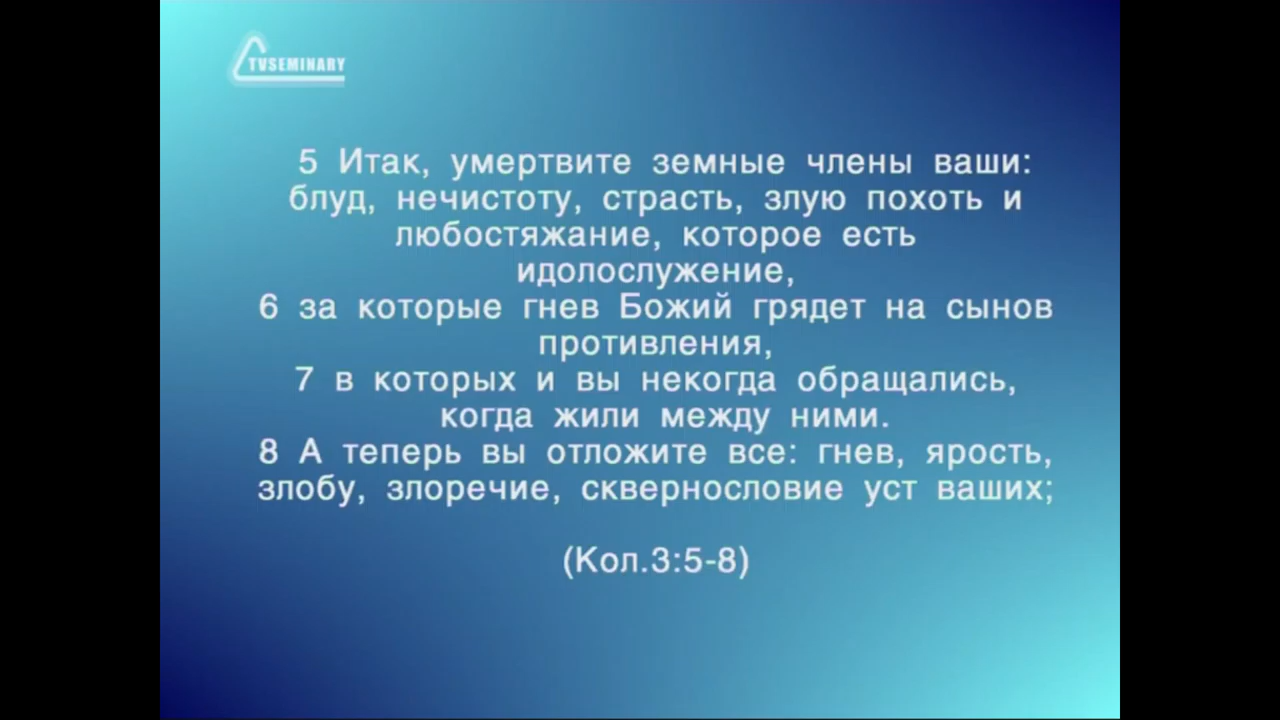 TVSEMINARY
5 Итак, умертвите земные члены ваши:
блуд, нечистоту, страсть, злую похоть и
любостяжание, которое есть
идолослужение,
6 за которые гнев Божий грядет на сынов
противления,
7 в которых и вы некогда обращались,
когда жили между ними.
8 А теперь вы отложите все: гнев, ярость,
злобу, злоречие, сквернословие уст ваших;
(Кол.3:5-8)